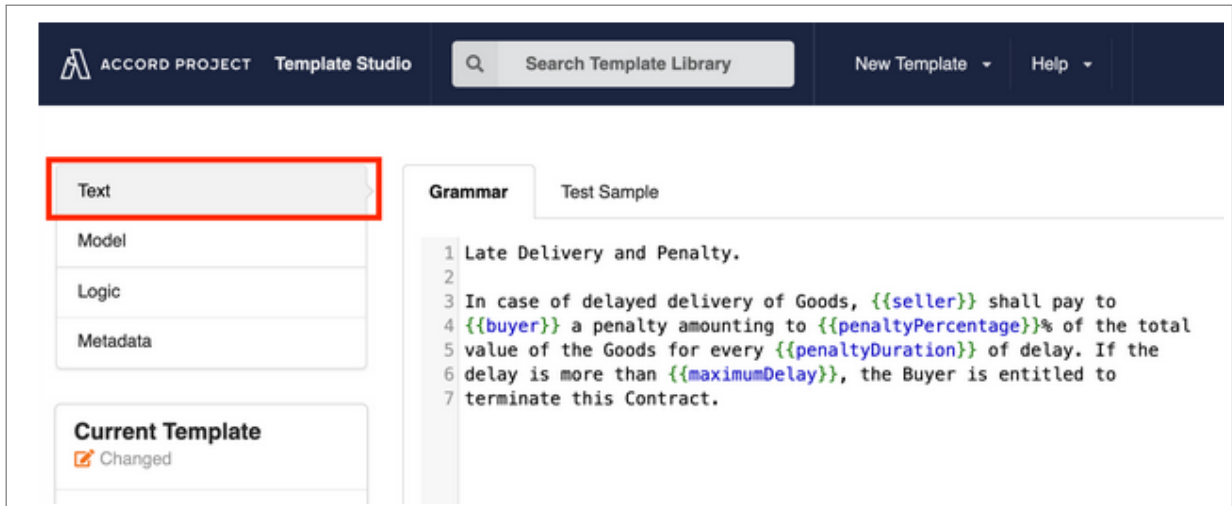 ACCORD PROJECT Template Studio Search Template Library New Template Help
Text
Model
Logic
Metadata
Current Template
Changed
Grammar Test Sample
1 Late Delivery and Penalty.
2
3 In case of delayed delivery of Goods, {{seller}} shall pay to
4 {{buyer}} a penalty amounting to {{penaltyPercentage}}% of the total
5 value of the Goods for every {{penaltyDuration}} of delay. If the
6 delay is more than {{maximumDelay}}, the Buyer is entitled to
7 terminate this Contract.